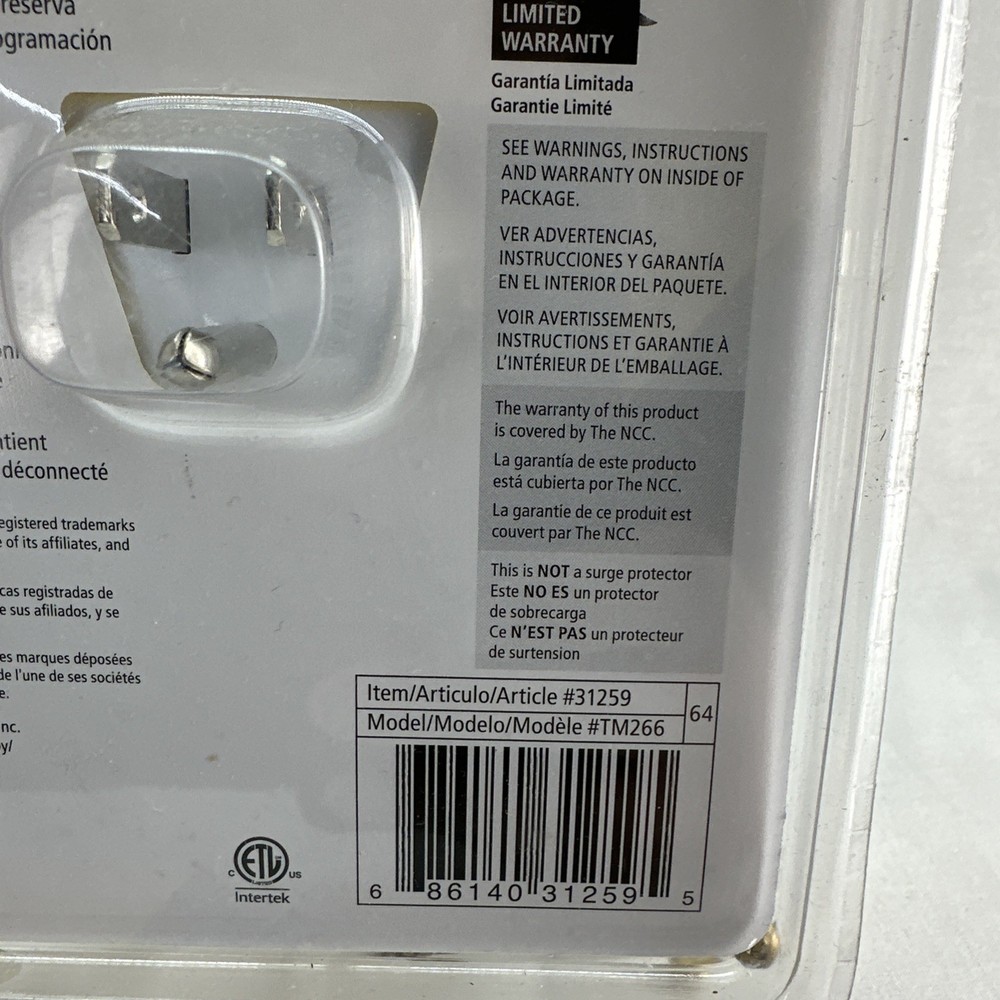 reserva
ogramación
LIMITED
WARRANTY
Garantía Limitada
Garantie Limité
SEE WARNINGS, INSTRUCTIONS
AND WARRANTY ON INSIDE OF
PACKAGE.
VER ADVERTENCIAS,
INSTRUCCIONES Y GARANTÍA
EN EL INTERIOR DEL PAQUETE.
VOIR AVERTISSEMENTS,
INSTRUCTIONS ET GARANTIE À
L'INTÉRIEUR DE L'EMBALLAGE.
The warranty of this product
is covered by The NCC.
La garantía de este producto
está cubierta por The NCC.
La garantie de ce produit est
couvert par The NCC.
This is NOT a surge protector
Este NO ES un protector
de sobrecarga
Ce N'EST PAS un protecteur
de surtension
ntient
déconnecté
egistered trademarks
e of its affiliates, and
cas registradas de
e sus afiliados, y se
es marques déposées
de l'une de ses sociétés
e.
nc.
y/
Item/Articulo/Article #31259
Model/Modelo/Modèle #TM266
64
6 86140 31259 5
c ETL us
LISTED
Intertek